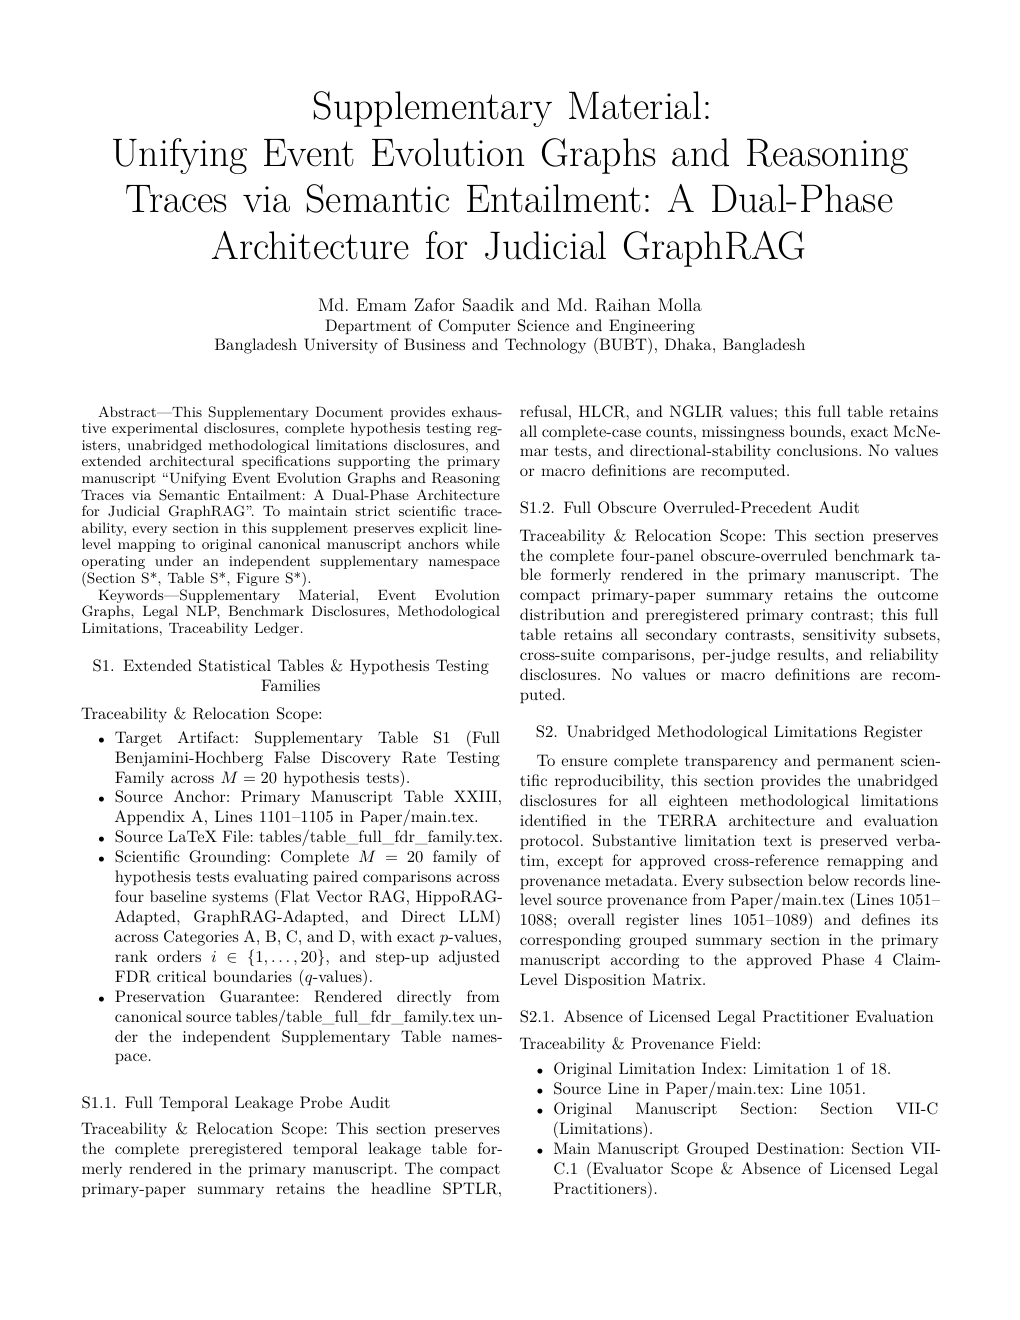 Supplementary Material:
Unifying Event Evolution Graphs and Reasoning
Traces via Semantic Entailment: A Dual-Phase
Architecture for Judicial GraphRAG
Md. Emam Zafor Saadik and Md. Raihan Molla
Department of Computer Science and Engineering
Bangladesh University of Business and Technology (BUBT), Dhaka, Bangladesh
Abstract—This Supplementary Document provides exhaus-
tive experimental disclosures, complete hypothesis testing reg-
isters, unabridged methodological limitations disclosures, and
extended architectural specifications supporting the primary
manuscript “Unifying Event Evolution Graphs and Reasoning
Traces via Semantic Entailment: A Dual-Phase Architecture
for Judicial GraphRAG”. To maintain strict scientific trace-
ability, every section in this supplement preserves explicit line-
level mapping to original canonical manuscript anchors while
operating under an independent supplementary namespace
(Section S*, Table S*, Figure S*).
Keywords—Supplementary Material, Event Evolution
Graphs, Legal NLP, Benchmark Disclosures, Methodological
Limitations, Traceability Ledger.
S1. Extended Statistical Tables & Hypothesis Testing
Families
Traceability & Relocation Scope:
• Target Artifact: Supplementary Table S1 (Full
Benjamini-Hochberg False Discovery Rate Testing
Family across M = 20 hypothesis tests).
• Source Anchor: Primary Manuscript Table XXIII,
Appendix A, Lines 1101–1105 in Paper/main.tex.
• Source LaTeX File: tables/table_full_fdr_family.tex.
• Scientific Grounding: Complete M = 20 family of
hypothesis tests evaluating paired comparisons across
four baseline systems (Flat Vector RAG, HippoRAG-
Adapted, GraphRAG-Adapted, and Direct LLM)
across Categories A, B, C, and D, with exact p-values,
rank orders i ∈ {1, . . . , 20}, and step-up adjusted
FDR critical boundaries (q-values).
• Preservation Guarantee: Rendered directly from
canonical source tables/table_full_fdr_family.tex un-
der the independent Supplementary Table names-
pace.
S1.1. Full Temporal Leakage Probe Audit
Traceability & Relocation Scope: This section preserves
the complete preregistered temporal leakage table for-
merly rendered in the primary manuscript. The compact
primary-paper summary retains the headline SPTLR,
refusal, HLCR, and NGLIR values; this full table retains
all complete-case counts, missingness bounds, exact McNe-
mar tests, and directional-stability conclusions. No values
or macro definitions are recomputed.
S1.2. Full Obscure Overruled-Precedent Audit
Traceability & Relocation Scope: This section preserves
the complete four-panel obscure-overruled benchmark ta-
ble formerly rendered in the primary manuscript. The
compact primary-paper summary retains the outcome
distribution and preregistered primary contrast; this full
table retains all secondary contrasts, sensitivity subsets,
cross-suite comparisons, per-judge results, and reliability
disclosures. No values or macro definitions are recom-
puted.
S2. Unabridged Methodological Limitations Register
To ensure complete transparency and permanent scien-
tific reproducibility, this section provides the unabridged
disclosures for all eighteen methodological limitations
identified in the TERRA architecture and evaluation
protocol. Substantive limitation text is preserved verba-
tim, except for approved cross-reference remapping and
provenance metadata. Every subsection below records line-
level source provenance from Paper/main.tex (Lines 1051–
1088; overall register lines 1051–1089) and defines its
corresponding grouped summary section in the primary
manuscript according to the approved Phase 4 Claim-
Level Disposition Matrix.
S2.1. Absence of Licensed Legal Practitioner Evaluation
Traceability & Provenance Field:
• Original Limitation Index: Limitation 1 of 18.
• Source Line in Paper/main.tex: Line 1051.
• Original Manuscript Section: Section VII-C
(Limitations).
• Main Manuscript Grouped Destination: Section VII-
C.1 (Evaluator Scope & Absence of Licensed Legal
Practitioners).